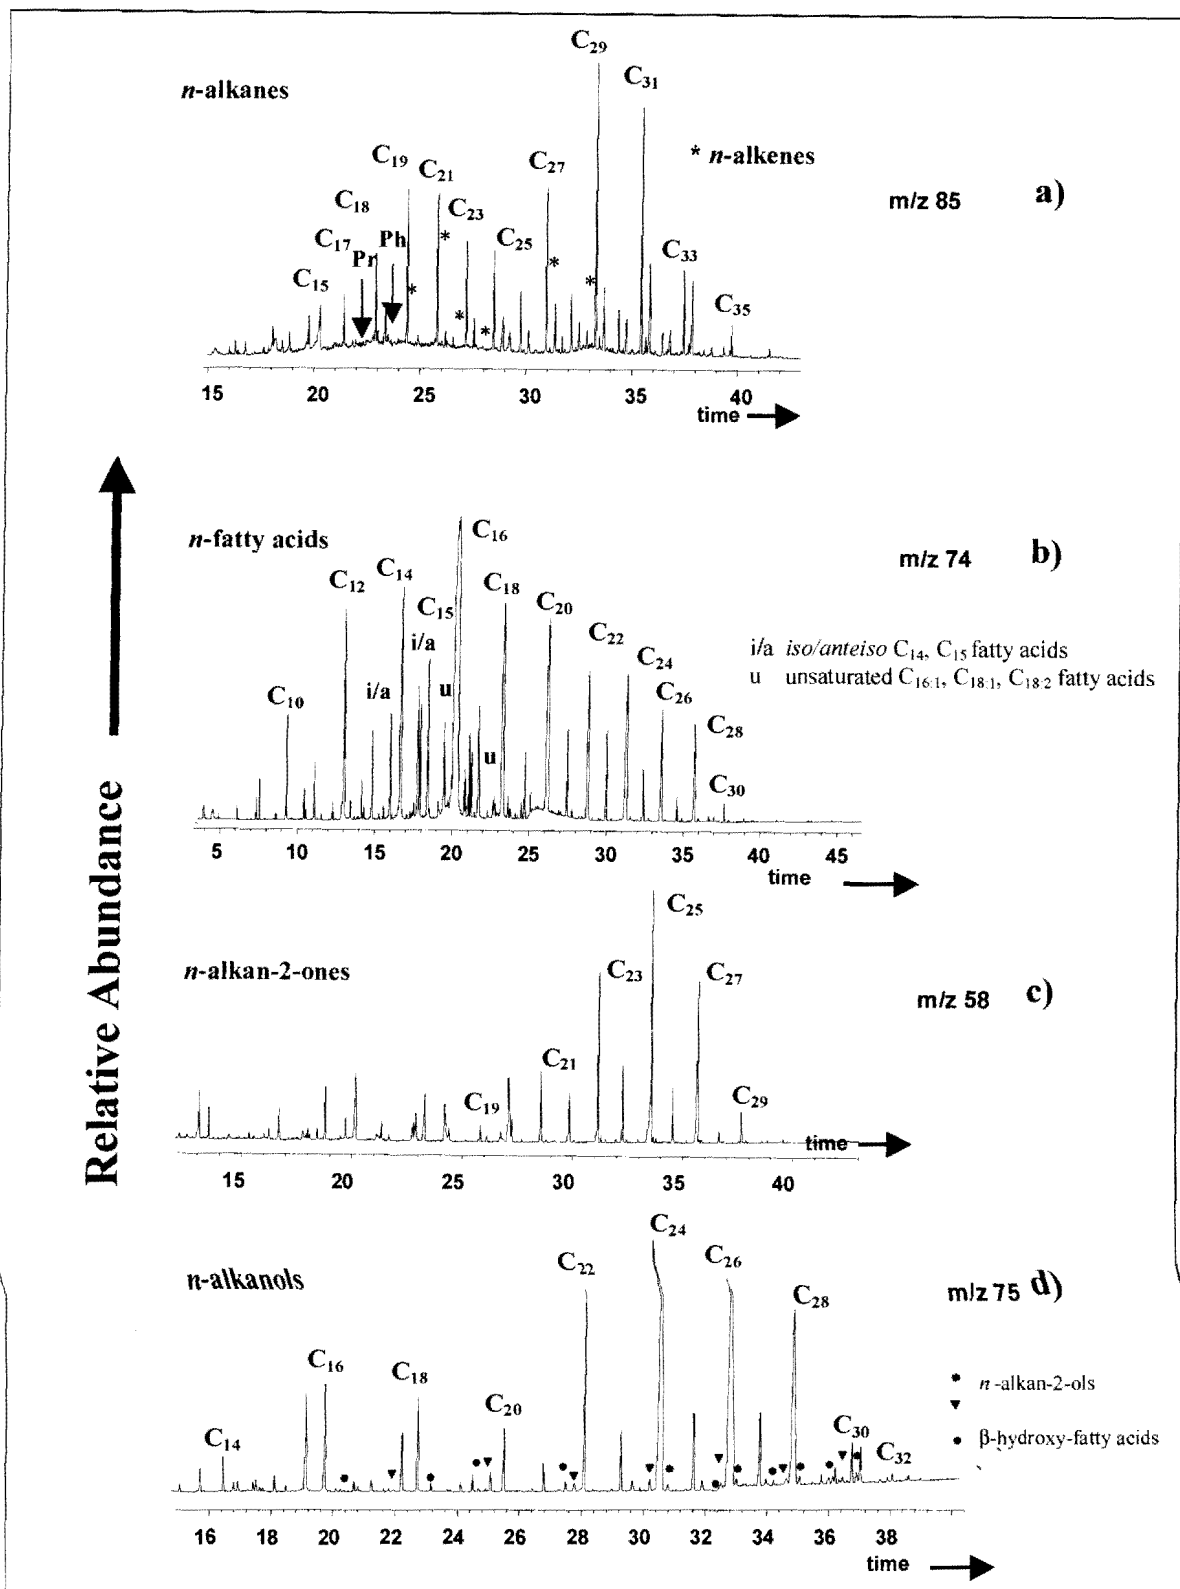 n-alkanes
C29
C31
* n-alkenes
m/z 85
a)
C19
C21
C27
C18
C23
C17
Pr
Ph
C25
C33
C15
C35
*
*
*
*
*
*
15 20 25 30 35 40
time
Relative Abundance
n-fatty acids
C16
m/z 74
b)
C12
C14
C15
C18
C20
i/a
C22
i/a iso/anteiso C14, C15 fatty acids
C24
u unsaturated C16:1, C18:1, C18:2 fatty acids
C10
i/a
u
C26
C28
u
C30
5 10 15 20 25 30 35 40 45
time
C25
n-alkan-2-ones
C23
C27
m/z 58
c)
C21
C19
C29
time
15 20 25 30 35 40
C24
n-alkanols
C22
C26
m/z 75
d)
C28
C16
C18
n-alkan-2-ols
C20
C14
C30
β-hydroxy-fatty acids
C32
16 18 20 22 24 26 28 30 32 34 36 38
time